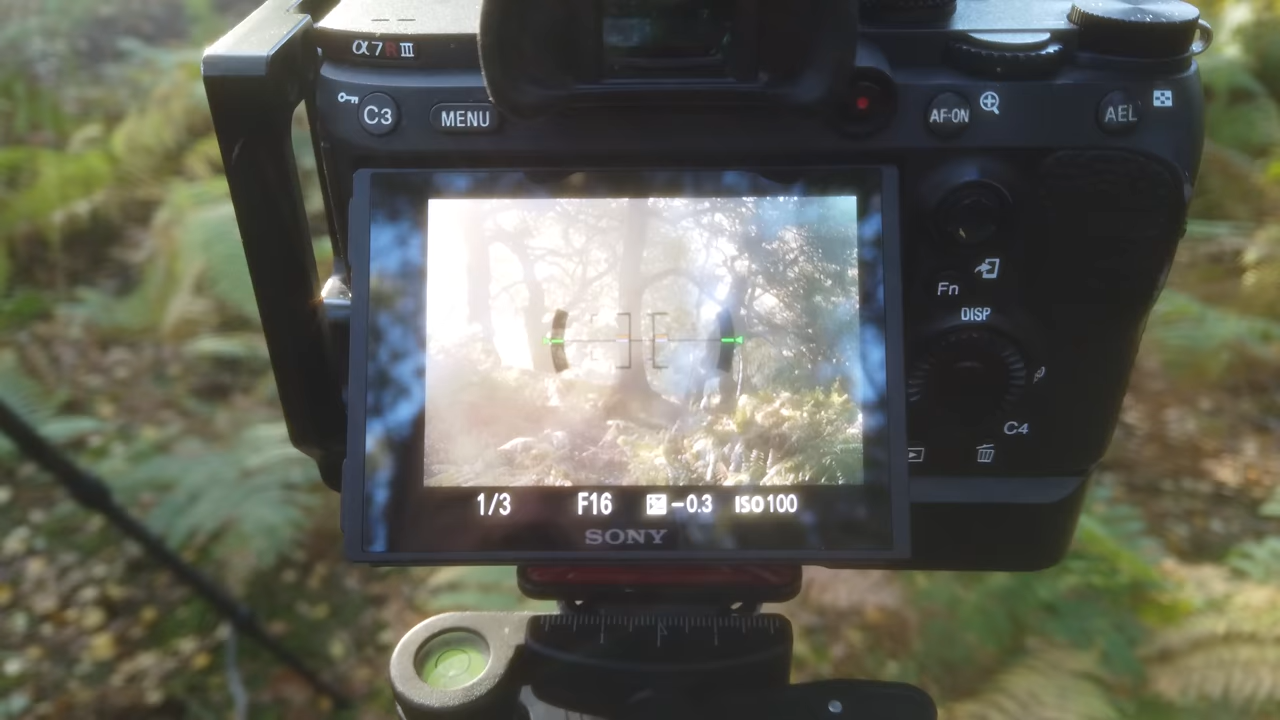 α7RIII
C3
MENU
AF-ON
AEL
Fn
DISP
C4
1/3 F16 −0.3 ISO100
SONY